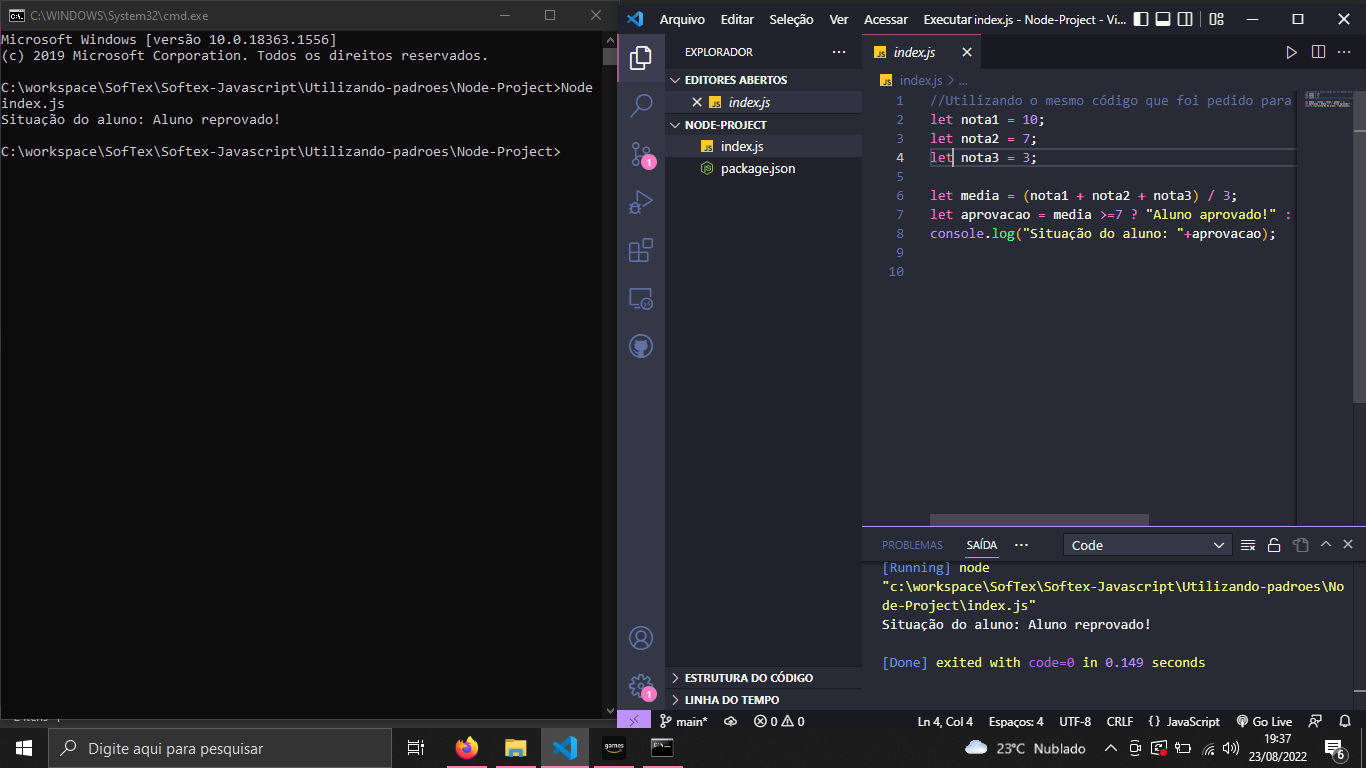 C:\WINDOWS\System32\cmd.exe
Microsoft Windows [versão 10.0.18363.1556]
(c) 2019 Microsoft Corporation. Todos os direitos reservados.
C:\workspace\SofTex\Softex-Javascript\Utilizando-padroes\Node-Project>Node
index.js
Situação do aluno: Aluno reprovado!
C:\workspace\SofTex\Softex-Javascript\Utilizando-padroes\Node-Project>
Arquivo Editar Seleção Ver Acessar Executar index.js - Node-Project - Vi...
EXPLORADOR
EDITORES ABERTOS
index.js
NODE-PROJECT
index.js
package.json
1
1
ESTRUTURA DO CÓDIGO
LINHA DO TEMPO
index.js
index.js > ...
1 //Utilizando o mesmo código que foi pedido para
2 let nota1 = 10;
3 let nota2 = 7;
4 let nota3 = 3;
5
6 let media = (nota1 + nota2 + nota3) / 3;
7 let aprovacao = media >=7 ? "Aluno aprovado!" :
8 console.log("Situação do aluno: "+aprovacao);
9
10
PROBLEMAS SAÍDA ... Code
[Running] node
"c:\workspace\SofTex\Softex-Javascript\Utilizando-padroes\No
de-Project\index.js"
Situação do aluno: Aluno reprovado!
[Done] exited with code=0 in 0.149 seconds
main* 0 0 Ln 4, Col 4 Espaços: 4 UTF-8 CRLF {} JavaScript Go Live
Digite aqui para pesquisar
games
23°C Nublado
19:37
23/08/2022
6